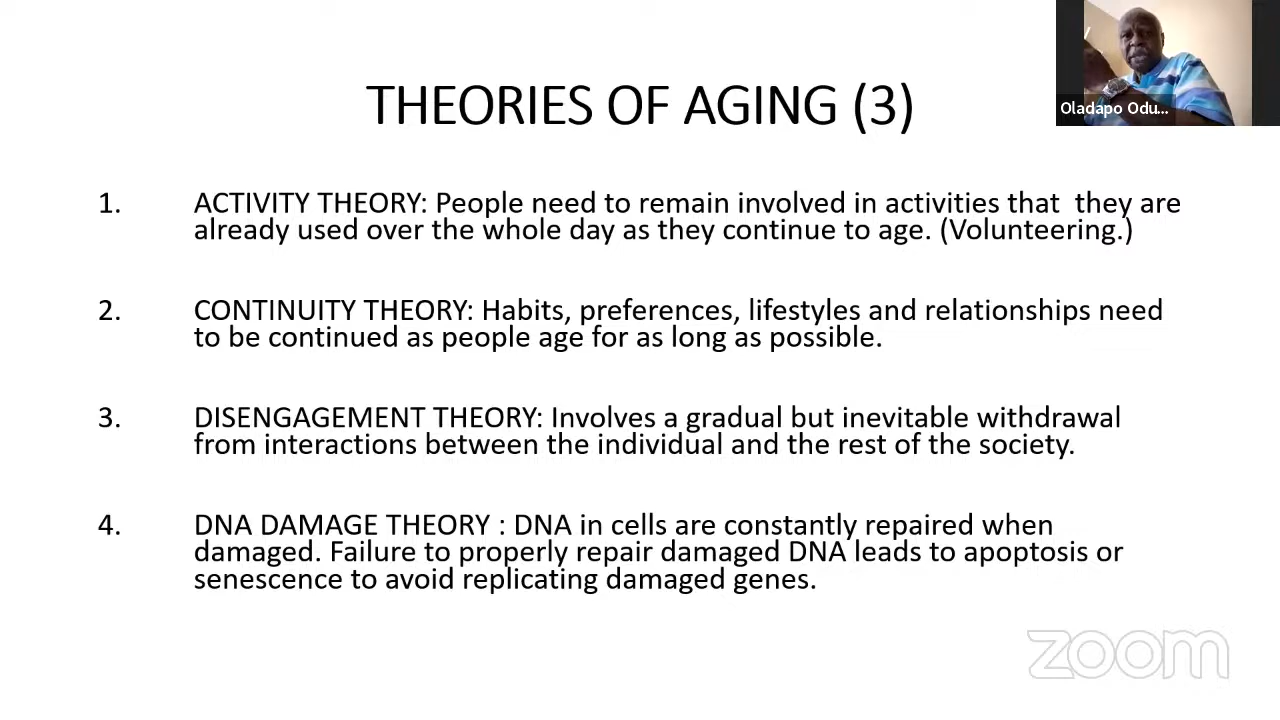 Oladapo Odu...
THEORIES OF AGING (3)
1. ACTIVITY THEORY: People need to remain involved in activities that  they are
already used over the whole day as they continue to age. (Volunteering.)
2. CONTINUITY THEORY: Habits, preferences, lifestyles and relationships need
to be continued as people age for as long as possible.
3. DISENGAGEMENT THEORY: Involves a gradual but inevitable withdrawal
from interactions between the individual and the rest of the society.
4. DNA DAMAGE THEORY : DNA in cells are constantly repaired when
damaged. Failure to properly repair damaged DNA leads to apoptosis or
senescence to avoid replicating damaged genes.
zoom